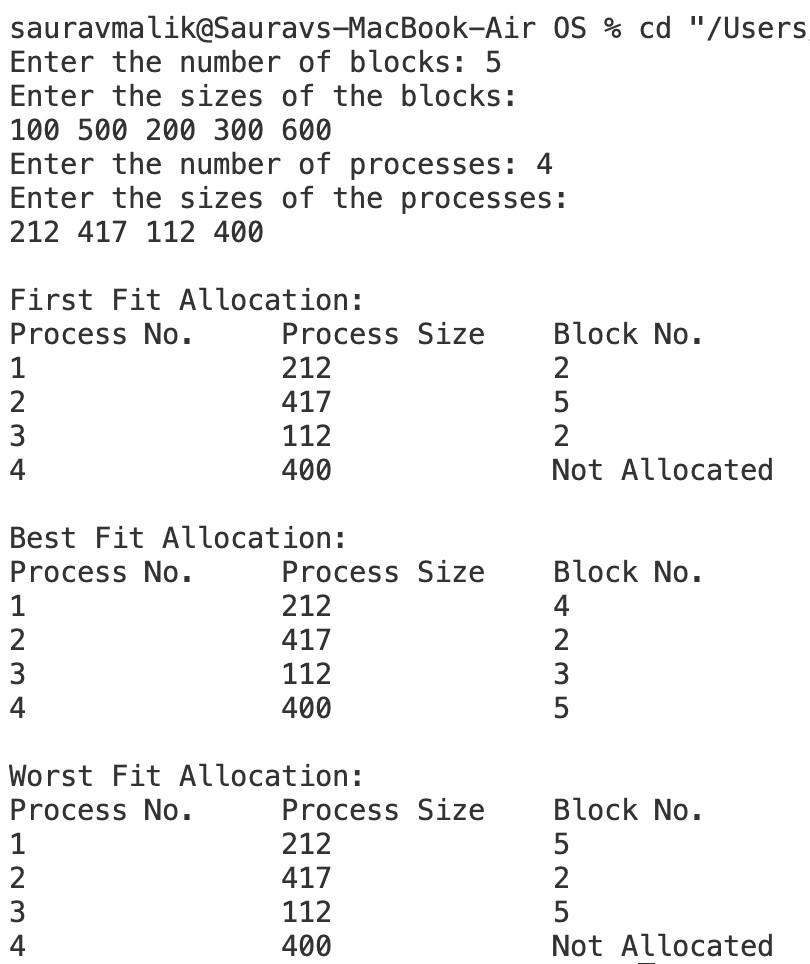 sauravmalik@Sauravs-MacBook-Air OS % cd "/Users
Enter the number of blocks: 5
Enter the sizes of the blocks:
100 500 200 300 600
Enter the number of processes: 4
Enter the sizes of the processes:
212 417 112 400
First Fit Allocation:
Process No. Process Size Block No.
1 212 2
2 417 5
3 112 2
4 400 Not Allocated
Best Fit Allocation:
Process No. Process Size Block No.
1 212 4
2 417 2
3 112 3
4 400 5
Worst Fit Allocation:
Process No. Process Size Block No.
1 212 5
2 417 2
3 112 5
4 400 Not Allocated